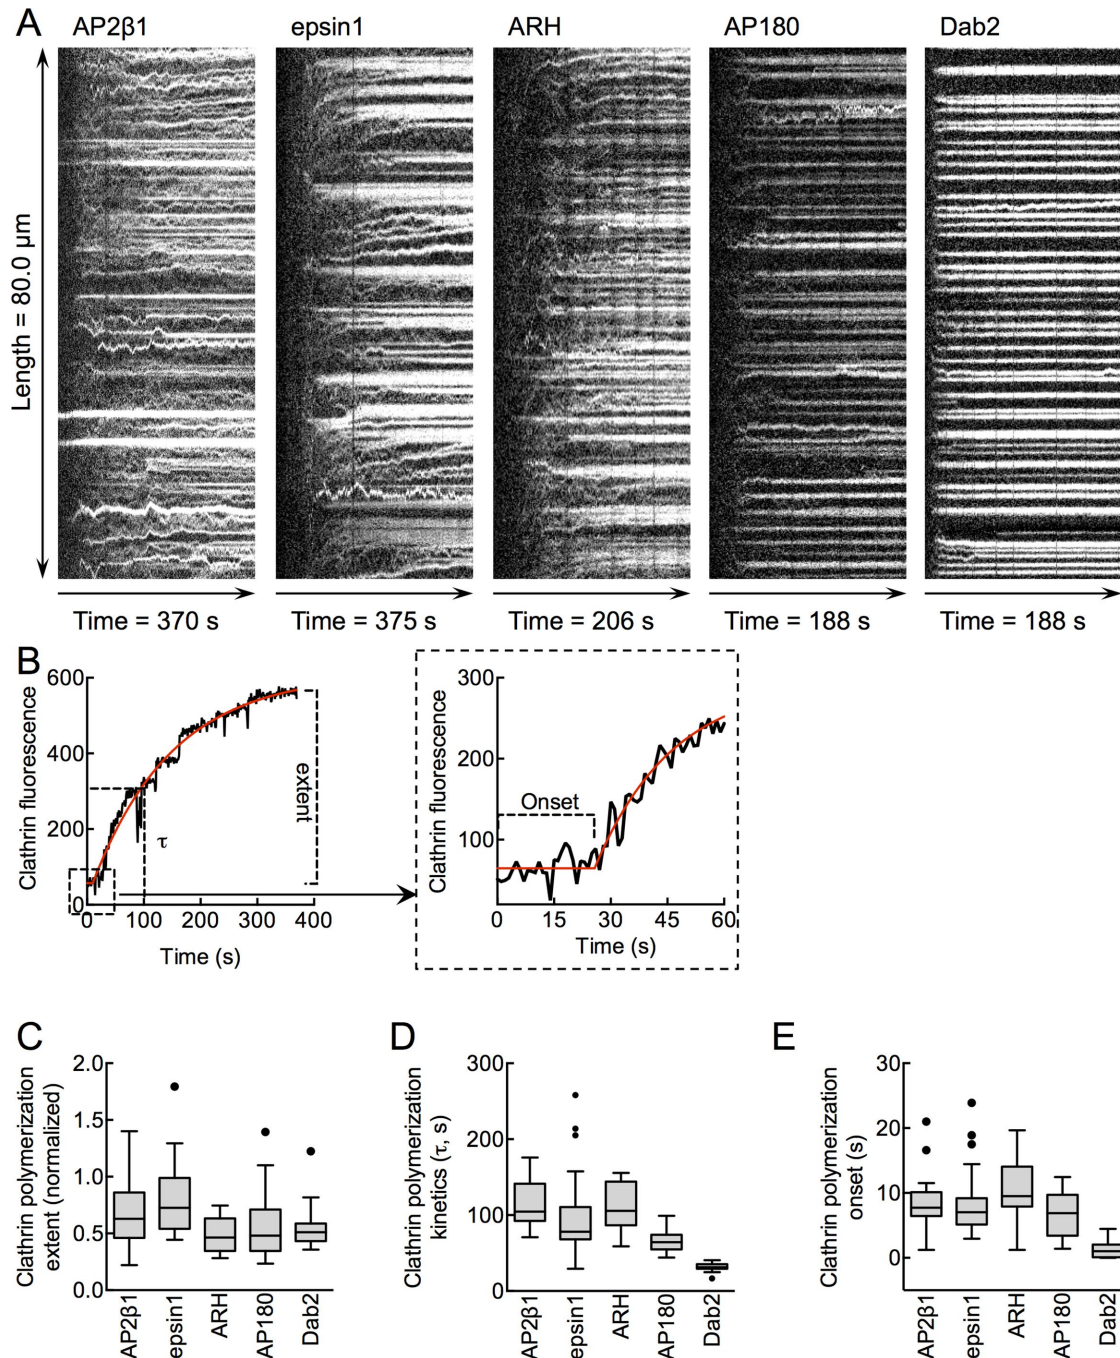 A
AP2β1 epsin1 ARH AP180 Dab2
Length = 80.0 μm
Time = 370 s Time = 375 s Time = 206 s Time = 188 s Time = 188 s
B
Clathrin fluorescence
600
400
200
0
0 100 200 300 400
Time (s)
τ
extent
Clathrin fluorescence
300
200
100
0 15 30 45 60
Time (s)
Onset
C
Clathrin polymerization
extent (normalized)
2.0
1.5
1.0
0.5
0.0
AP2β1 epsin1 ARH AP180 Dab2
D
Clathrin polymerization
kinetics (τ, s)
300
200
100
0
AP2β1 epsin1 ARH AP180 Dab2
E
Clathrin polymerization
onset (s)
30
20
10
0
AP2β1 epsin1 ARH AP180 Dab2